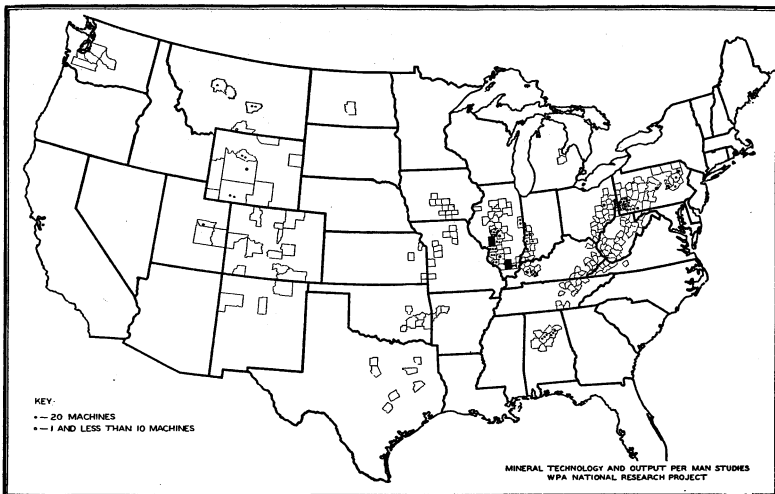 KEY·
•— 20 MACHINES
•— 1 AND LESS THAN 10 MACHINES
MINERAL TECHNOLOGY AND OUTPUT PER MAN STUDIES
WPA NATIONAL RESEARCH PROJECT